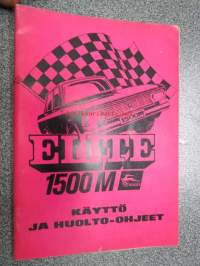 ELITE
1500 M
KÄYTTÖ
JA HUOLTO-OHJEET